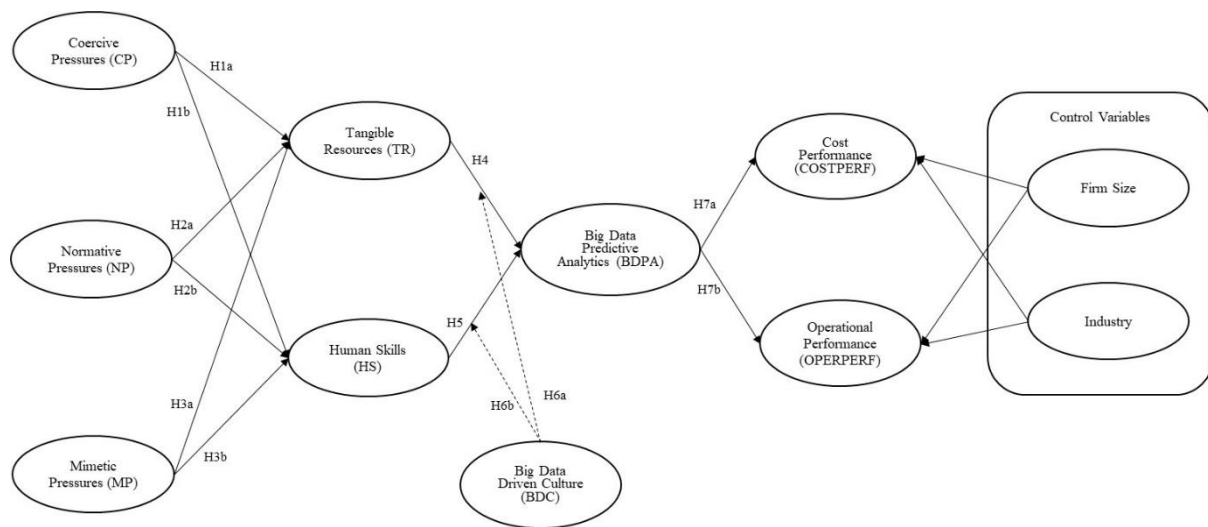 Coercive
Pressures (CP)
H1a
H1b
Tangible
Resources (TR)
H4
Cost
Performance
(COSTPERF)
Control Variables
Firm Size
H7a
H2a
Normative
Pressures (NP)
H2b
Big Data
Predictive
Analytics (BDPA)
H7b
H5
Human Skills
(HS)
Operational
Performance
(OPERPERF)
Industry
H3a
H3b
H6b
H6a
Mimetic
Pressures (MP)
Big Data
Driven Culture
(BDC)